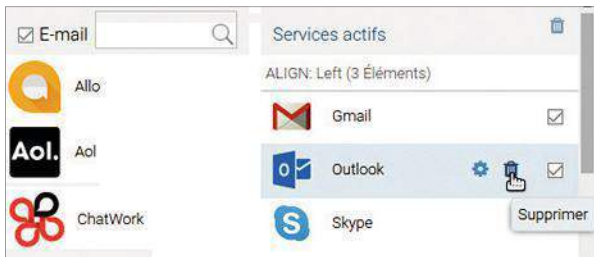 E-mail
Allo
Aol. Aol
ChatWork
Services actifs
ALIGN: Left (3 Éléments)
Gmail
Outlook
Supprimer
Skype